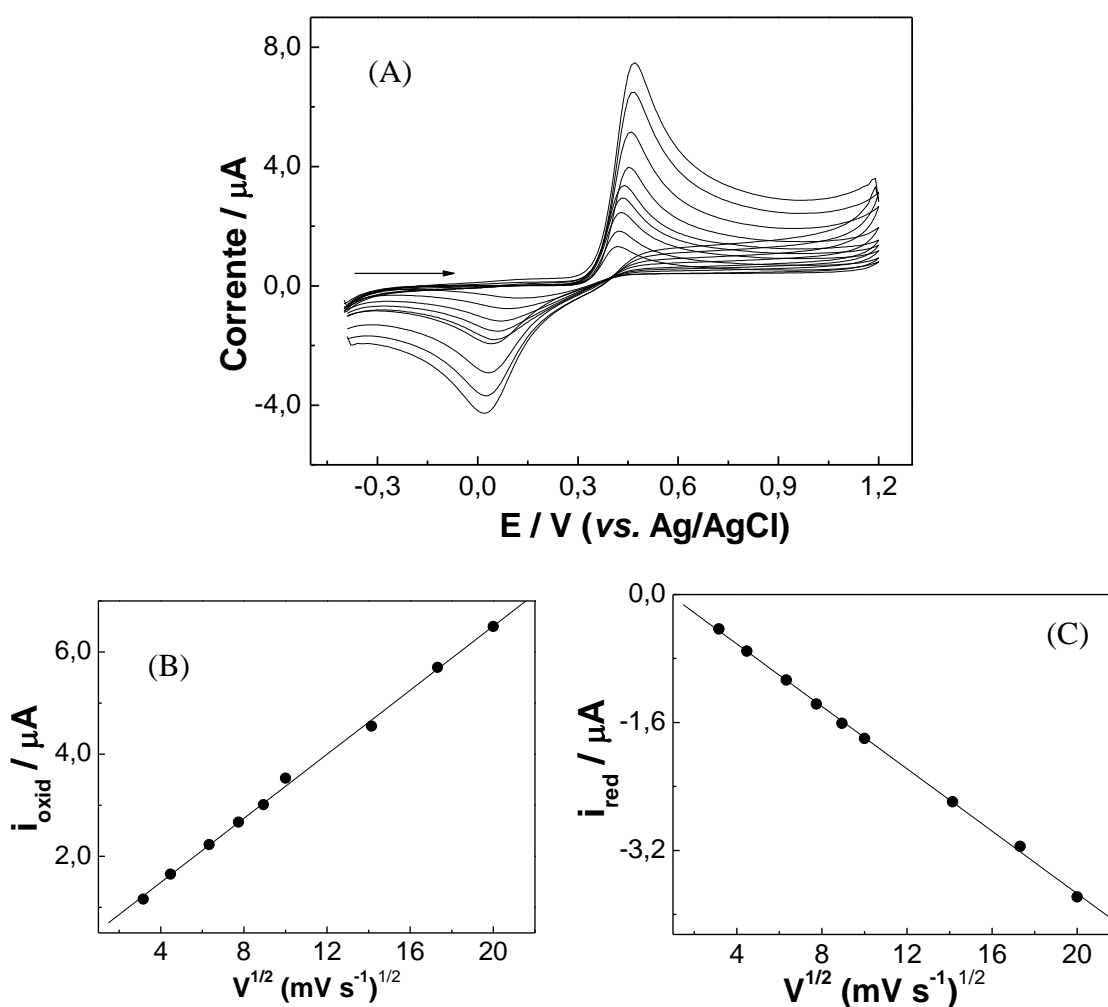 (A)
8,0
4,0
0,0
-4,0
Corrente / μA
-0,3 0,0 0,3 0,6 0,9 1,2
E / V (vs. Ag/AgCl)
(B)
6,0
4,0
2,0
i_oxid / μA
4 8 12 16 20
V^1/2 (mV s^-1)^1/2
(C)
0,0
-1,6
-3,2
i_red / μA
4 8 12 16 20
V^1/2 (mV s^-1)^1/2